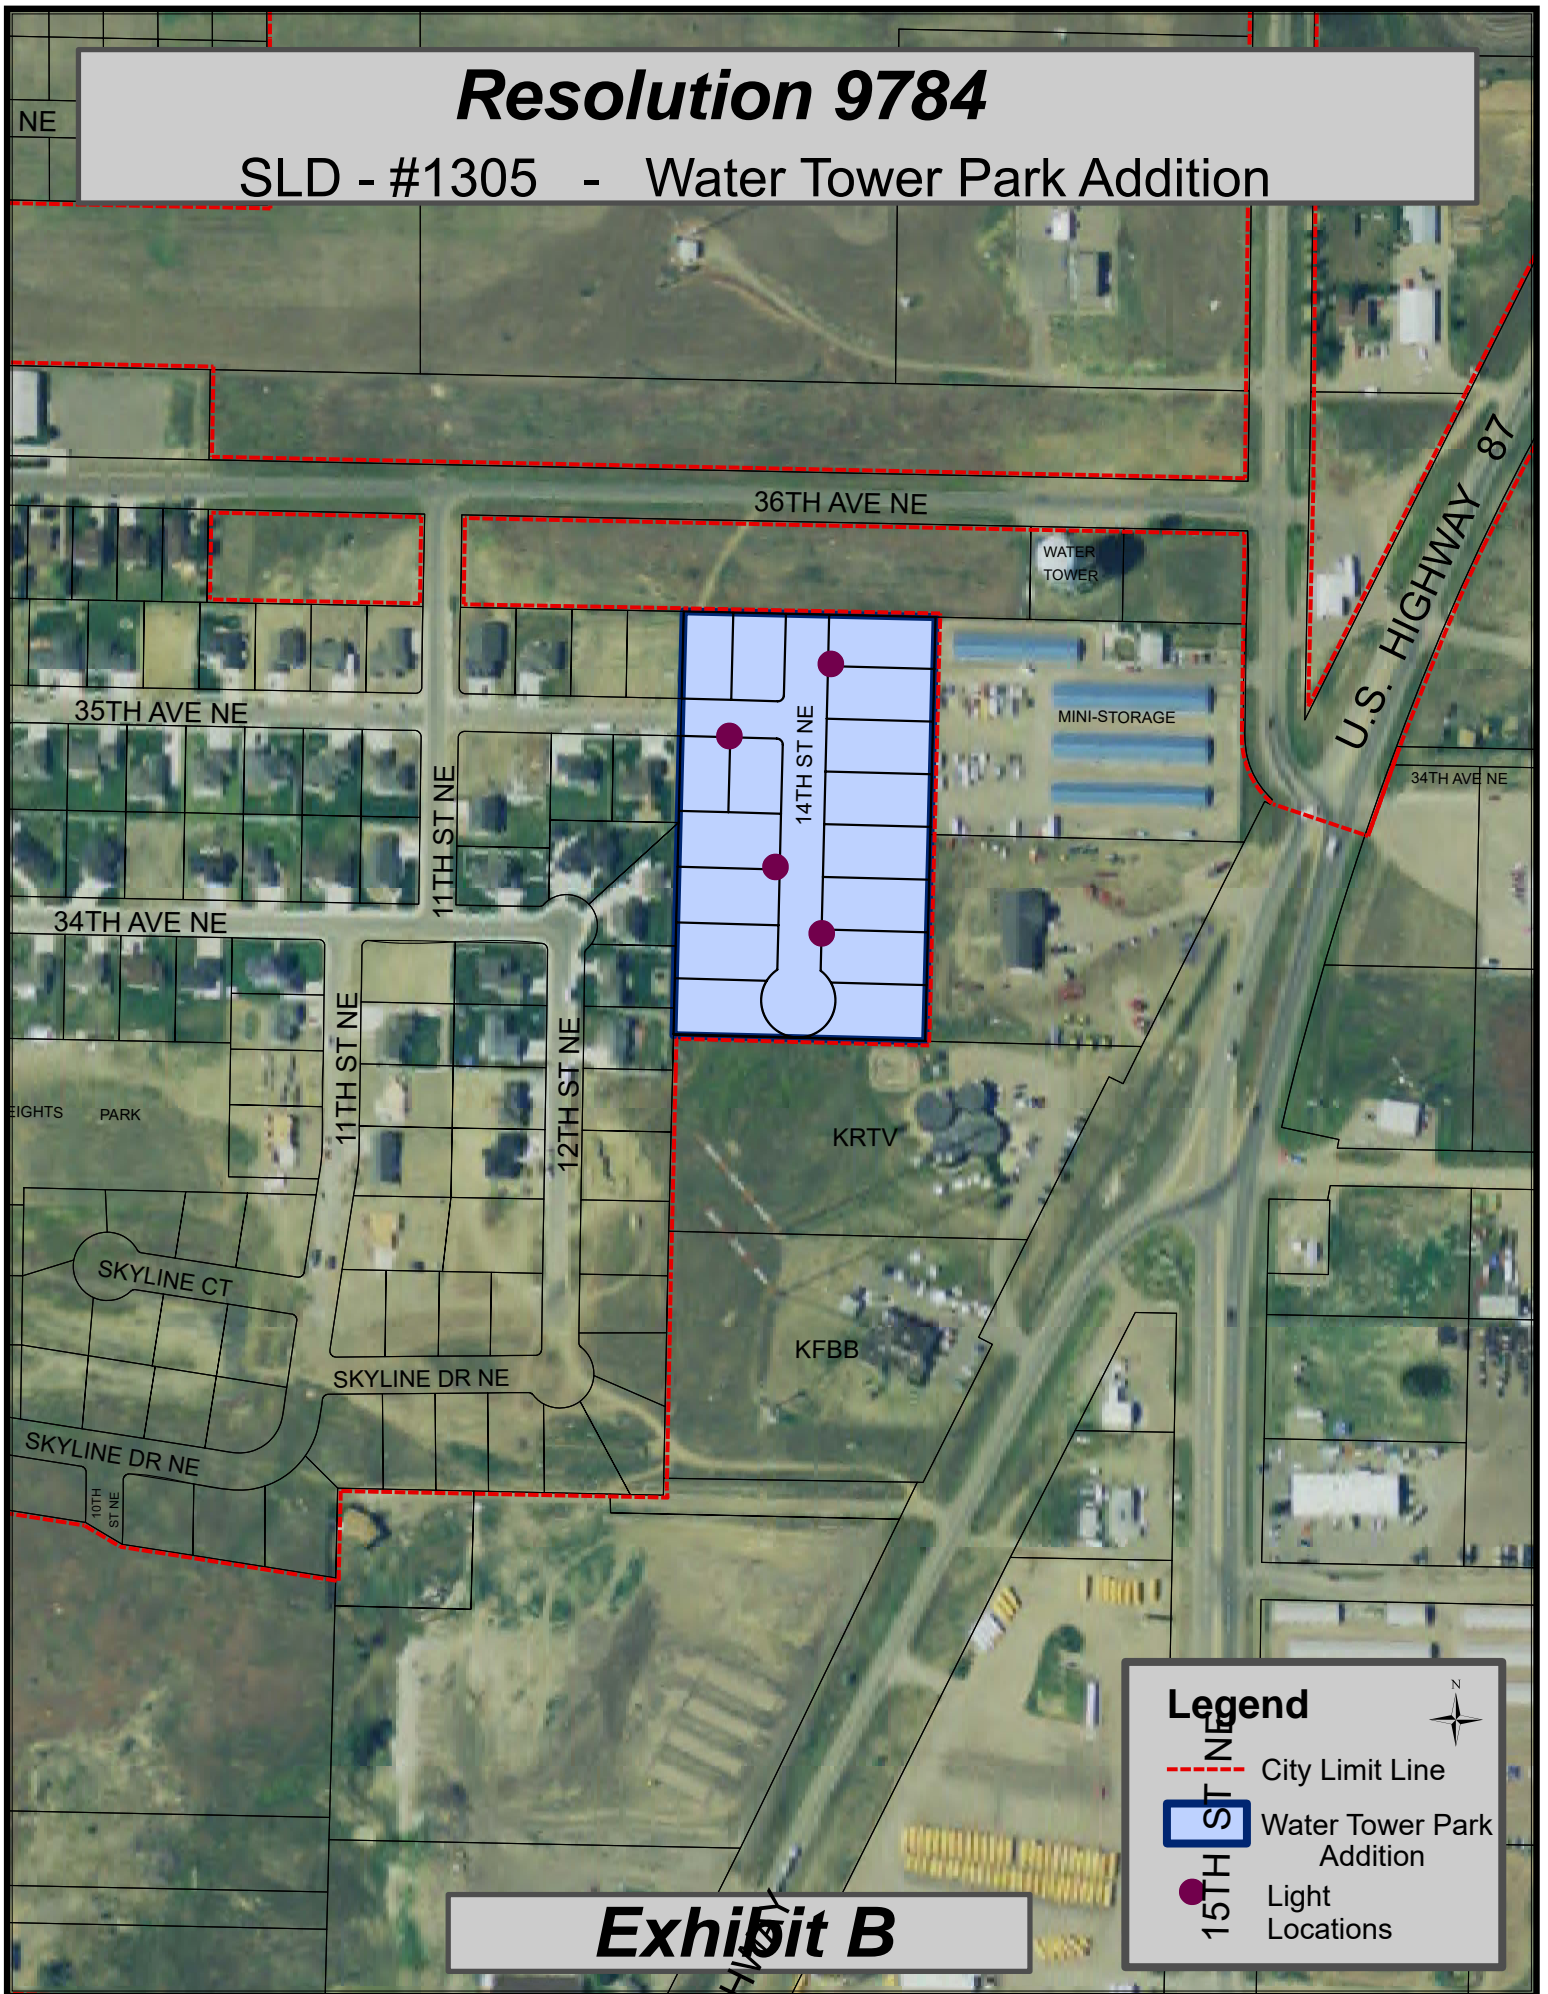 Resolution 9784
SLD - #1305 - Water Tower Park Addition
NE
87
U.S. HIGHWAY
36TH AVE NE
WATER
TOWER
35TH AVE NE
14TH ST NE
MINI-STORAGE
34TH AVE NE
11TH ST NE
34TH AVE NE
11TH ST NE
12TH ST NE
EIGHTS PARK
KRTV
SKYLINE CT
KFBB
SKYLINE DR NE
SKYLINE DR NE
10TH
ST NE
Legend
N
City Limit Line
Water Tower Park
Addition
Light
Locations
15TH ST NE
Exhibit B
HWAY